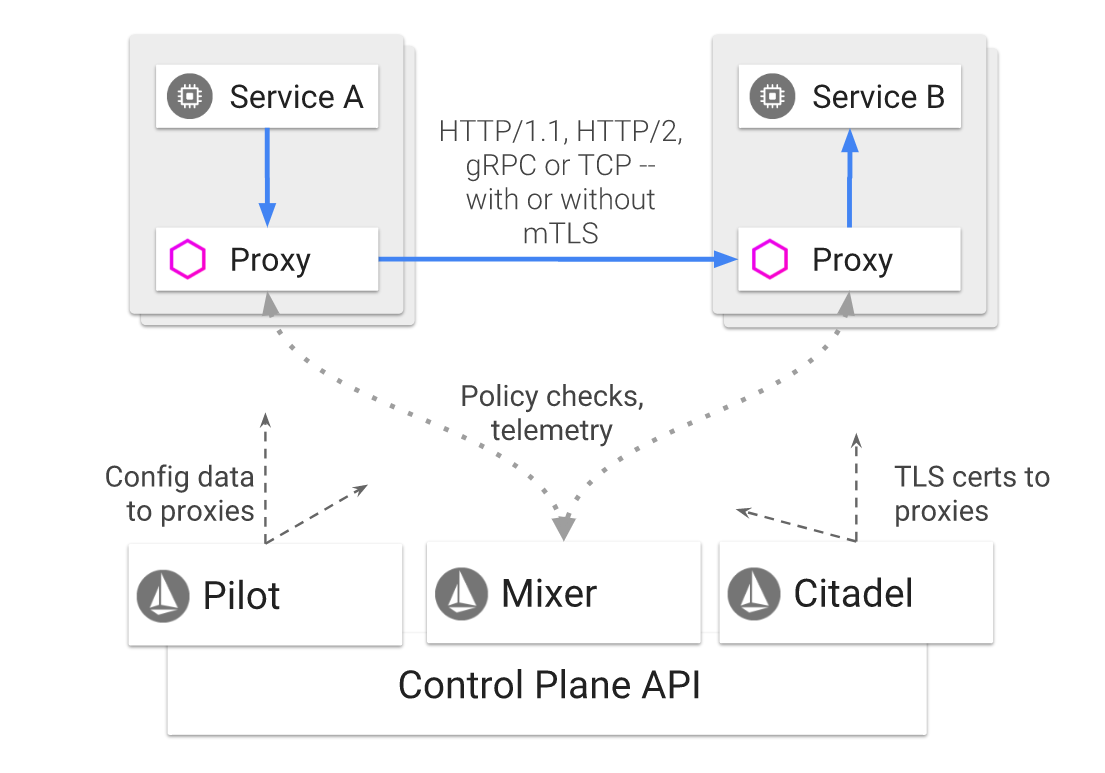 Service A
Service B
HTTP/1.1, HTTP/2,
gRPC or TCP --
with or without
mTLS
Proxy
Proxy
Policy checks,
telemetry
Config data
to proxies
TLS certs to
proxies
Pilot
Mixer
Citadel
Control Plane API